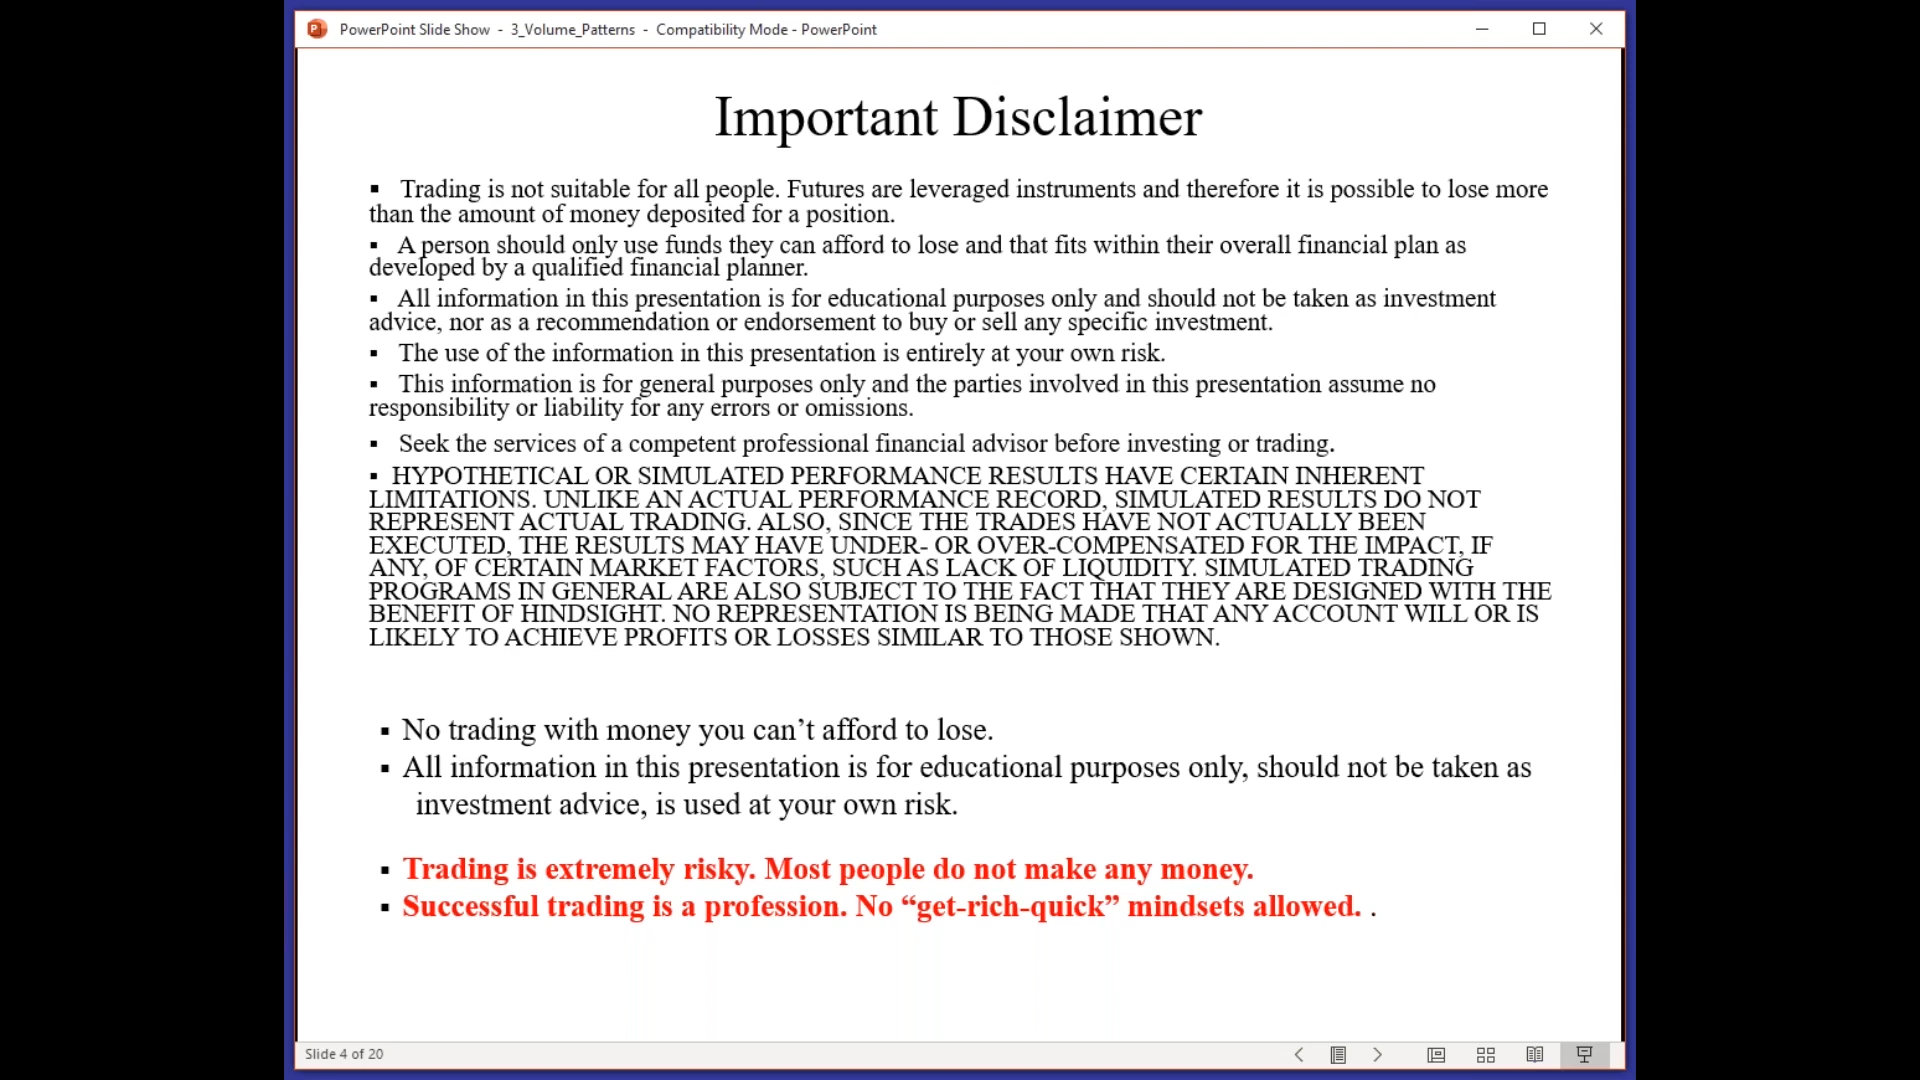 PowerPoint Slide Show - 3_Volume_Patterns - Compatibility Mode - PowerPoint
Important Disclaimer
▪ Trading is not suitable for all people. Futures are leveraged instruments and therefore it is possible to lose more
than the amount of money deposited for a position.
▪ A person should only use funds they can afford to lose and that fits within their overall financial plan as
developed by a qualified financial planner.
▪ All information in this presentation is for educational purposes only and should not be taken as investment
advice, nor as a recommendation or endorsement to buy or sell any specific investment.
▪ The use of the information in this presentation is entirely at your own risk.
▪ This information is for general purposes only and the parties involved in this presentation assume no
responsibility or liability for any errors or omissions.
▪ Seek the services of a competent professional financial advisor before investing or trading.
▪ HYPOTHETICAL OR SIMULATED PERFORMANCE RESULTS HAVE CERTAIN INHERENT
LIMITATIONS. UNLIKE AN ACTUAL PERFORMANCE RECORD, SIMULATED RESULTS DO NOT
REPRESENT ACTUAL TRADING. ALSO, SINCE THE TRADES HAVE NOT ACTUALLY BEEN
EXECUTED, THE RESULTS MAY HAVE UNDER- OR OVER-COMPENSATED FOR THE IMPACT, IF
ANY, OF CERTAIN MARKET FACTORS, SUCH AS LACK OF LIQUIDITY. SIMULATED TRADING
PROGRAMS IN GENERAL ARE ALSO SUBJECT TO THE FACT THAT THEY ARE DESIGNED WITH THE
BENEFIT OF HINDSIGHT. NO REPRESENTATION IS BEING MADE THAT ANY ACCOUNT WILL OR IS
LIKELY TO ACHIEVE PROFITS OR LOSSES SIMILAR TO THOSE SHOWN.
▪ No trading with money you can’t afford to lose.
▪ All information in this presentation is for educational purposes only, should not be taken as
investment advice, is used at your own risk.
▪ Trading is extremely risky. Most people do not make any money.
▪ Successful trading is a profession. No “get-rich-quick” mindsets allowed. .
Slide 4 of 20